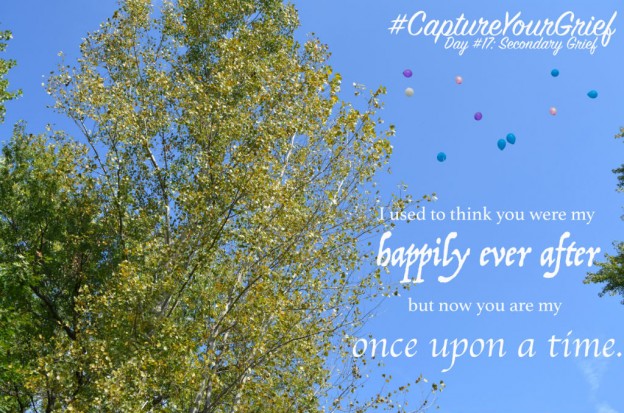 #CaptureYourGrief
Day #17: Secondary Grief
I used to think you were my
happily ever after
but now you are my
once upon a time.